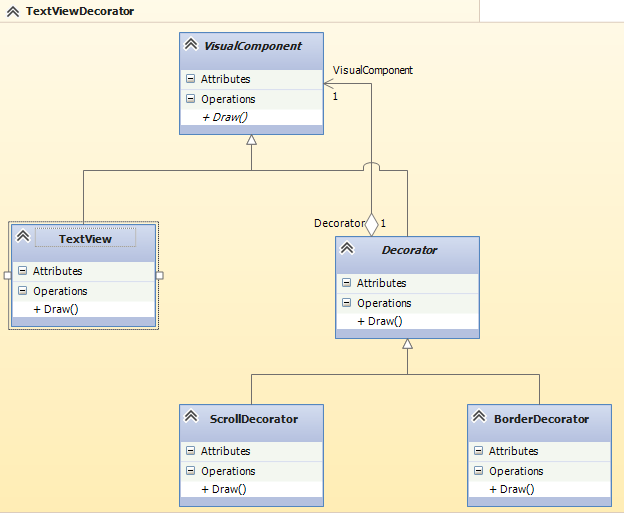 TextViewDecorator
VisualComponent
Attributes
Operations
+ Draw()
VisualComponent
1
Decorator
1
TextView
Attributes
Operations
+ Draw()
Decorator
Attributes
Operations
+ Draw()
ScrollDecorator
Attributes
Operations
+ Draw()
BorderDecorator
Attributes
Operations
+ Draw()